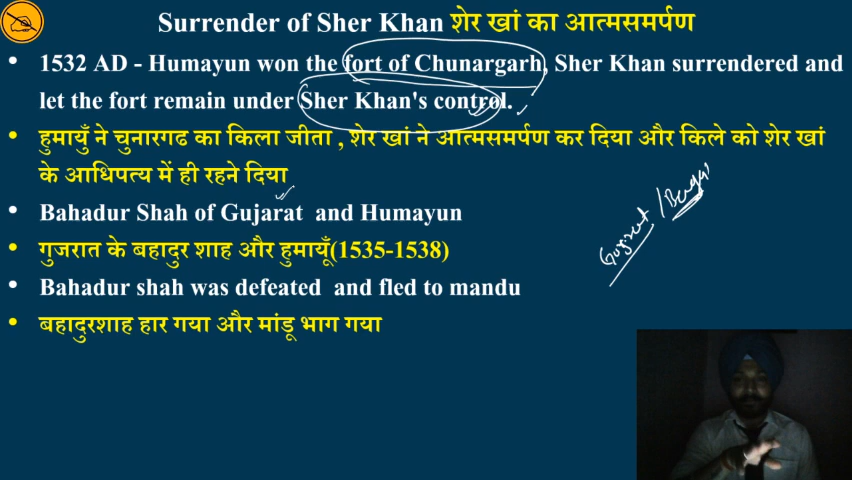 Surrender of Sher Khan शेर खां का आत्मसमर्पण
1532 AD - Humayun won the fort of Chunargarh, Sher Khan surrendered and
let the fort remain under Sher Khan's control.
हुमायुँ ने चुनारगढ का किला जीता , शेर खां ने आत्मसमर्पण कर दिया और किले को शेर खां
के आधिपत्य में ही रहने दिया
Bahadur Shah of Gujarat and Humayun
गुजरात के बहादुर शाह और हुमायूँ(1535-1538)
Bahadur shah was defeated and fled to mandu
बहादुरशाह हार गया और मांडू भाग गया
Gujrat /